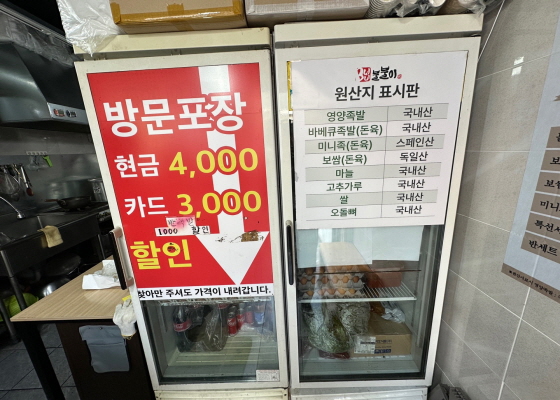 방문포장
현금 4,000
카드 3,000
1000 할인
할인
찾아만 주셔도 가격이 내려갑니다.
원산지 표시판
영양족발 국내산
바베큐족발(돈육) 국내산
미니족(돈육) 스페인산
보쌈(돈육) 독일산
마늘 국내산
고추가루 국내산
쌀 국내산
오돌뼈 국내산